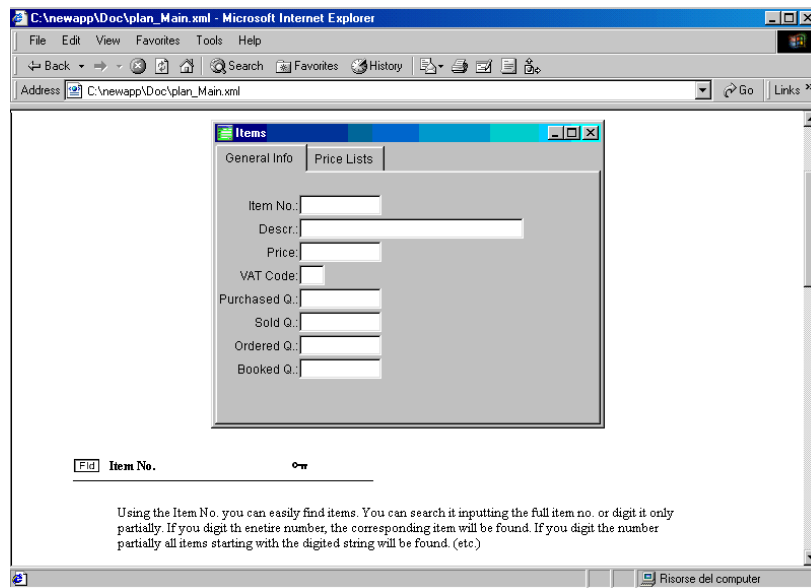 C:\newapp\Doc\plan_Main.xml - Microsoft Internet Explorer
File Edit View Favorites Tools Help
Back Search Favorites History
Address C:\newapp\Doc\plan_Main.xml Go Links »
Items
General Info Price Lists
Item No.:
Descr.:
Price:
VAT Code:
Purchased Q.:
Sold Q.:
Ordered Q.:
Booked Q.:
Fld Item No.
Using the Item No. you can easily find items. You can search it inputting the full item no. or digit it only
partially. If you digit th enetire number, the corresponding item will be found. If you digit the number
partially all items starting with the digited string will be found. (etc.)
Risorse del computer